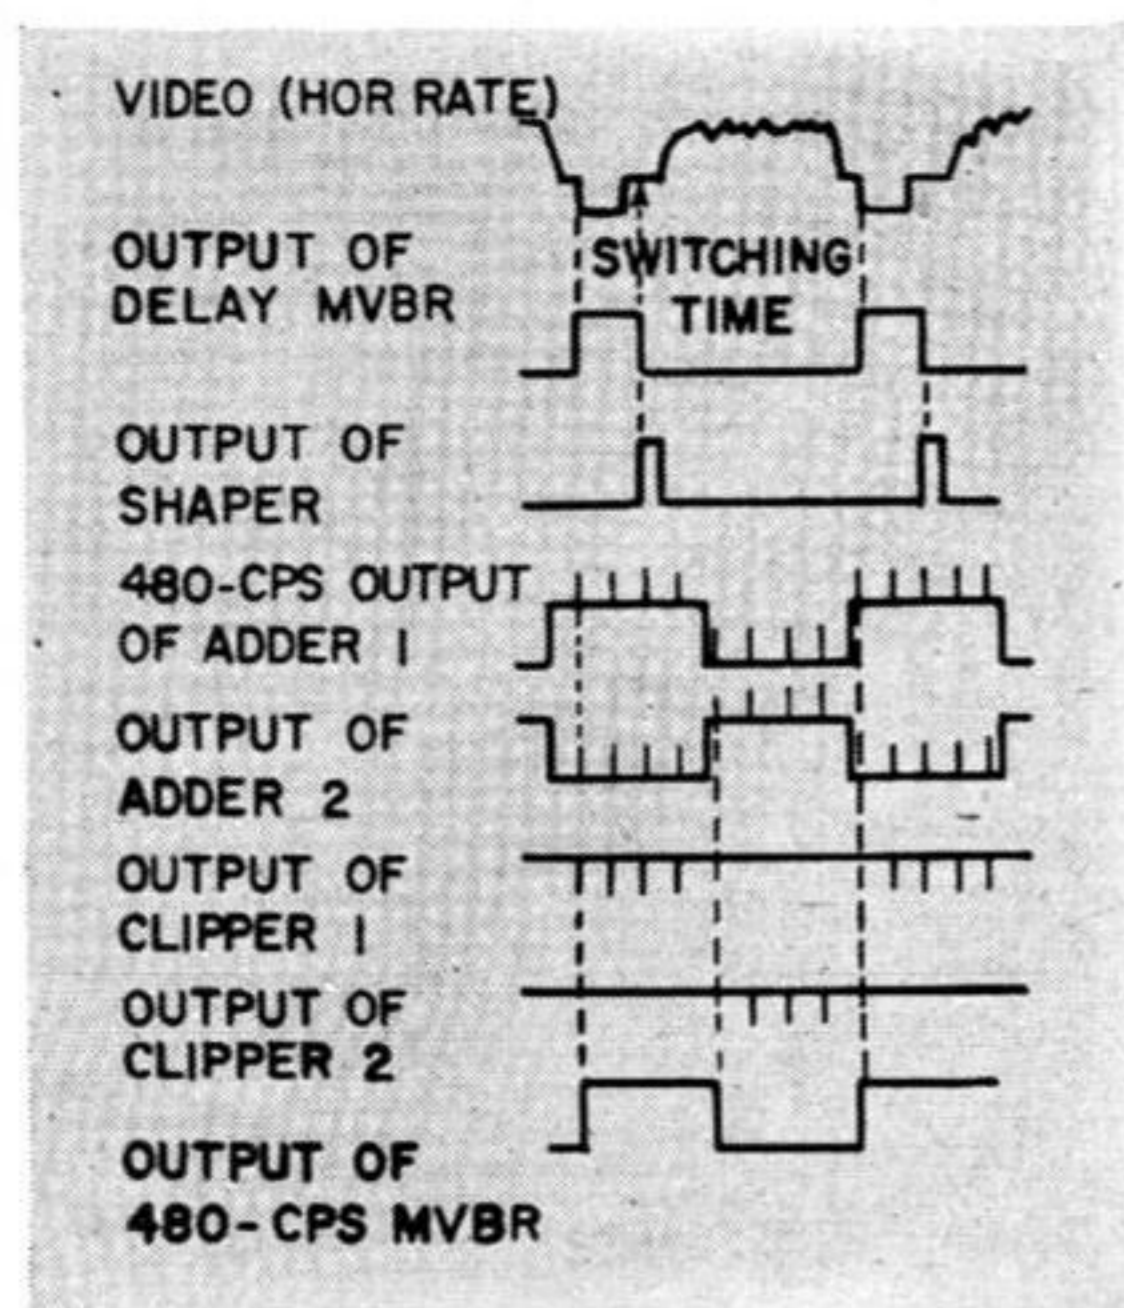 VIDEO (HOR RATE)
OUTPUT OF
DELAY MVBR
SWITCHING
TIME
OUTPUT OF
SHAPER
480-CPS OUTPUT
OF ADDER 1
OUTPUT OF
ADDER 2
OUTPUT OF
CLIPPER 1
OUTPUT OF
CLIPPER 2
OUTPUT OF
480-CPS MVBR